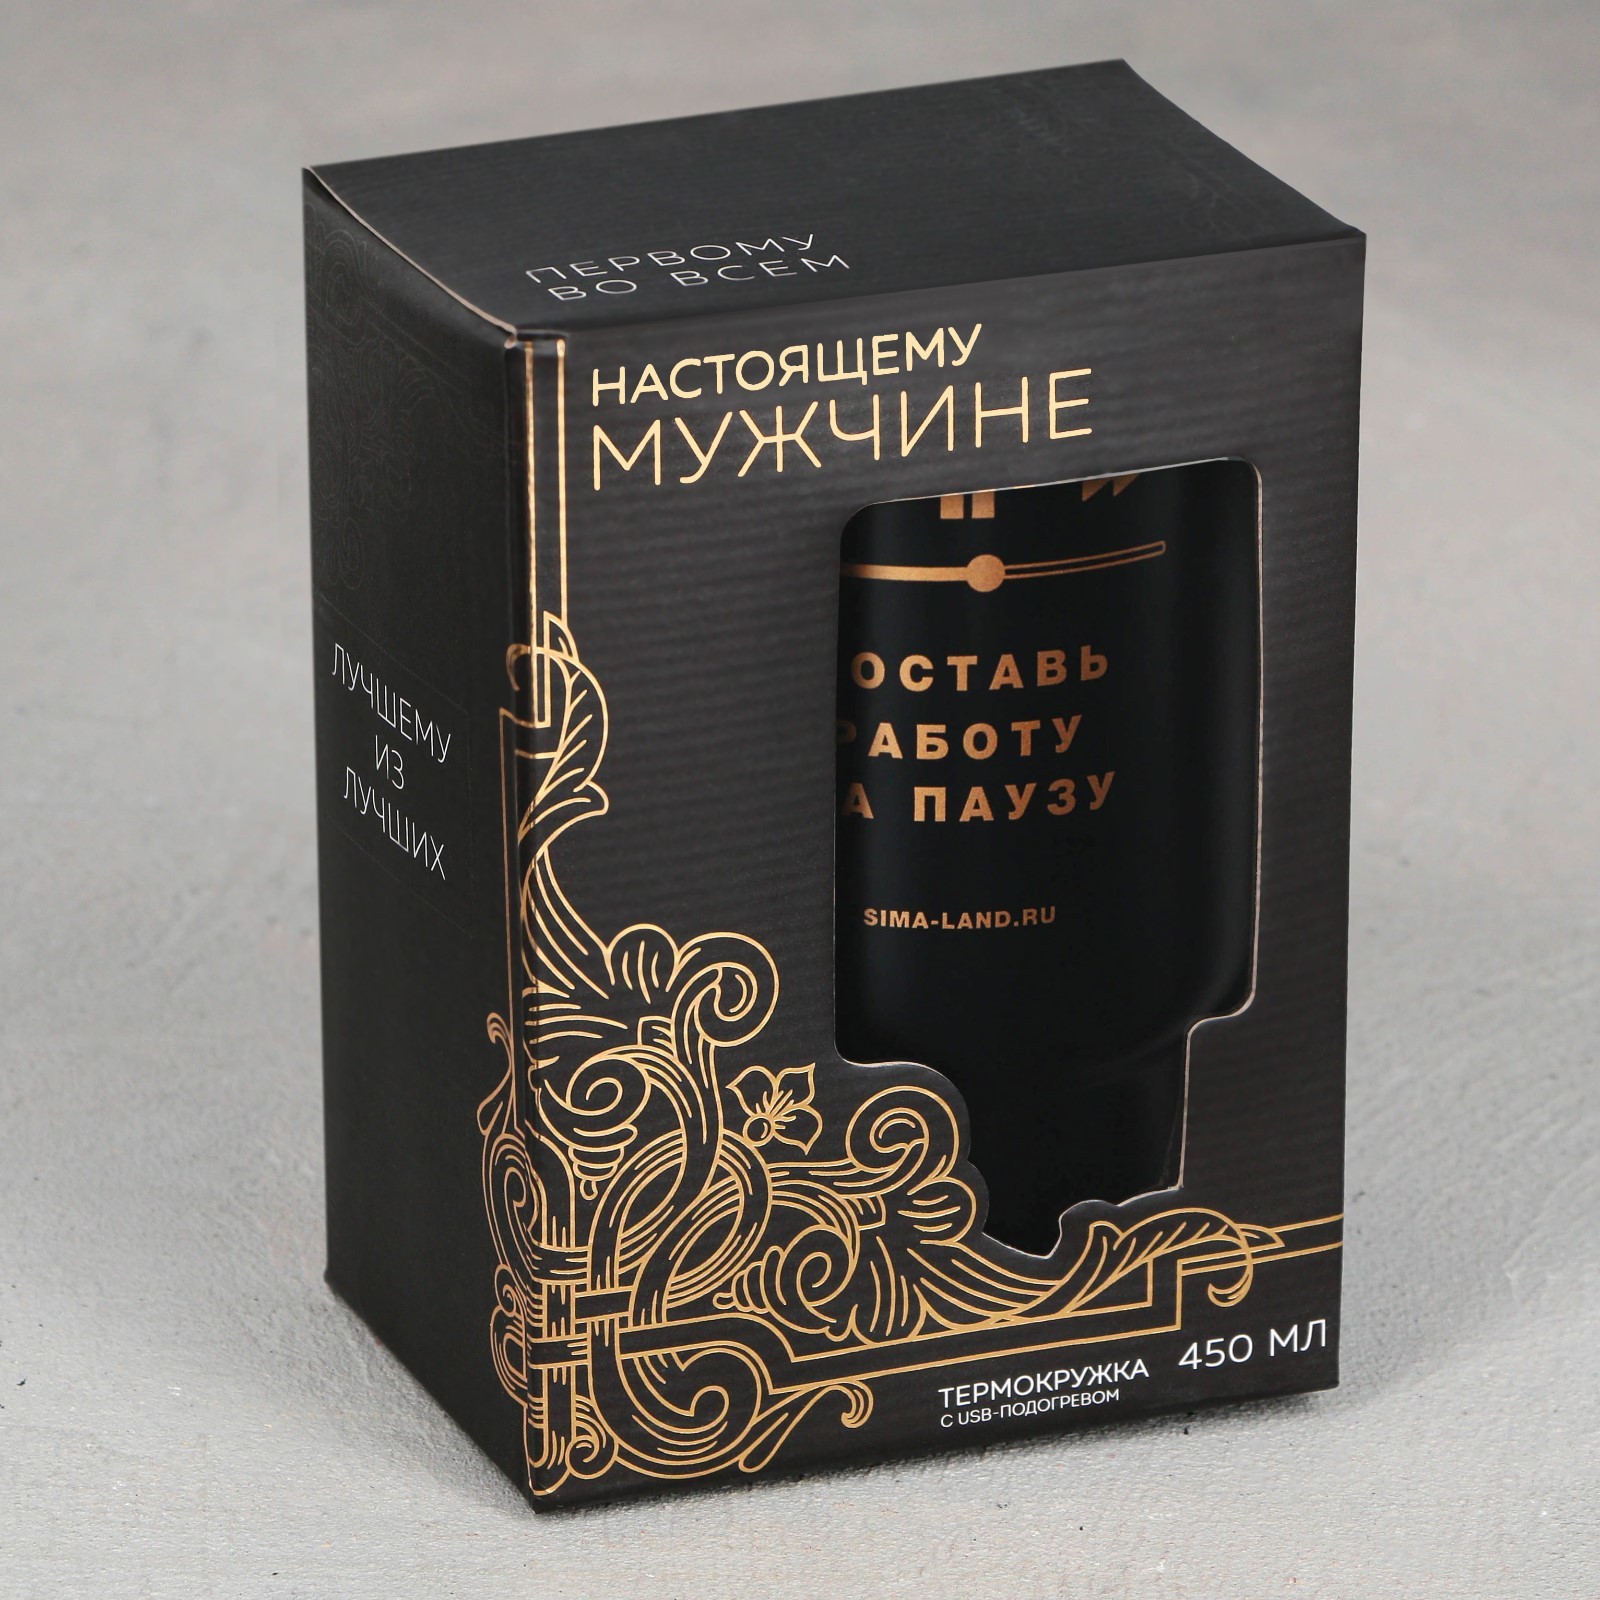 ПЕРВОМУ
ВО ВСЕМ
НАСТОЯЩЕМУ
МУЖЧИНЕ
ЛУЧШЕМУ
ИЗ
ЛУЧШИХ
ОСТАВЬ
РАБОТУ
А ПАУЗУ
SIMA-LAND.RU
ТЕРМОКРУЖКА
С USB-ПОДОГРЕВОМ
450 МЛ